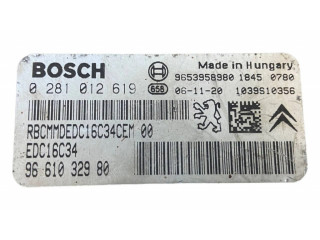 BOSCH
Made in Hungary
9653958980 1845 0780
0 281 012 619
656 06-11-20 1039S10356
RBCMMDEDC16C34CEM 00
EDC16C34
96 610 329 80